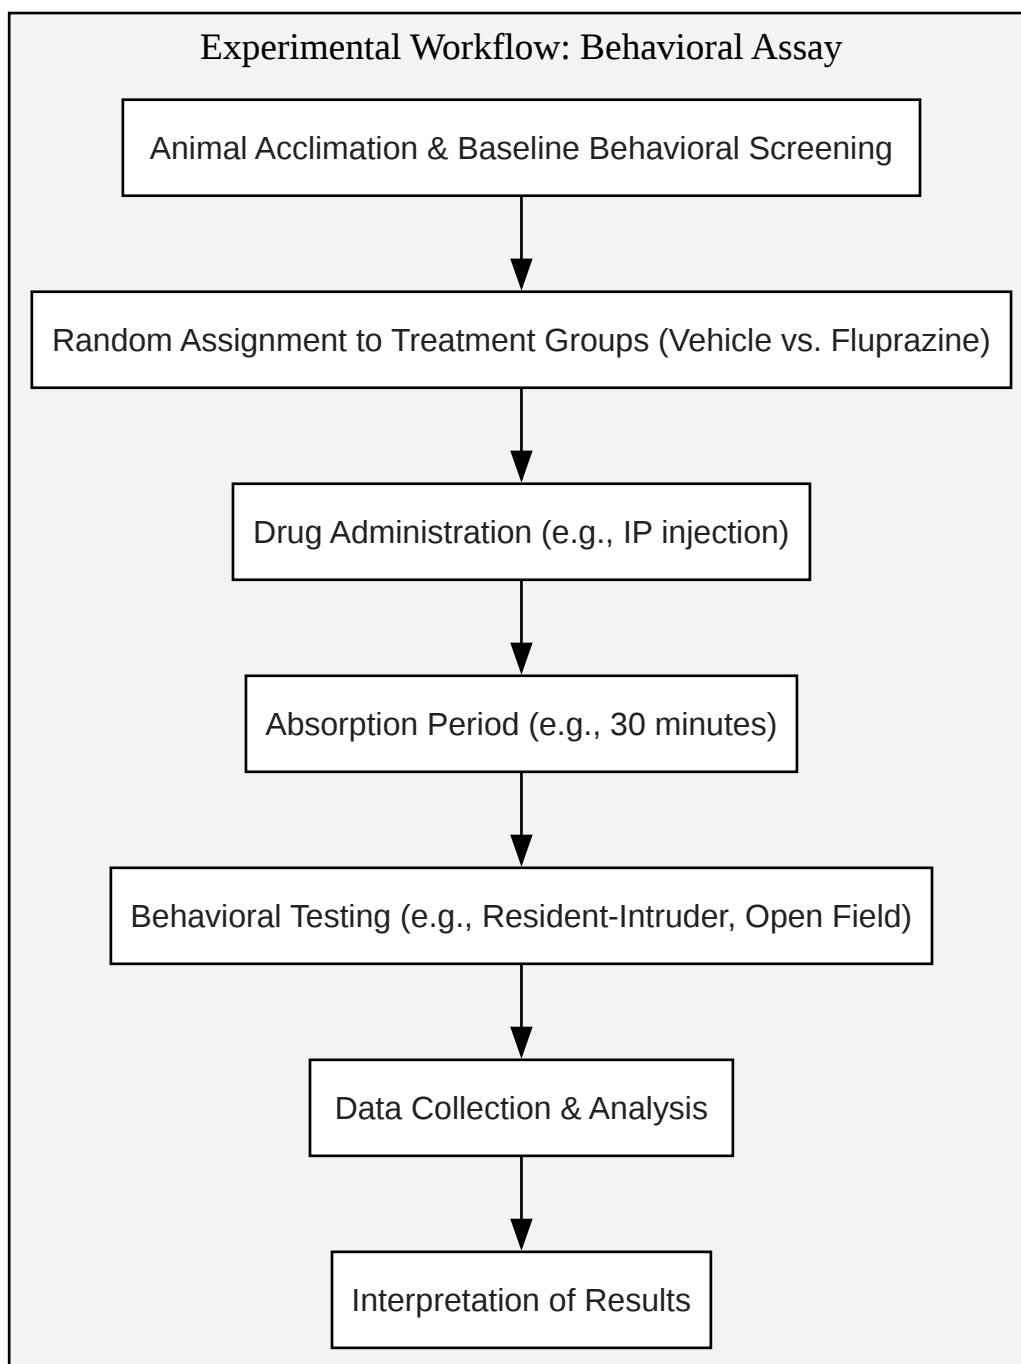 Experimental Workflow: Behavioral Assay
Animal Acclimation & Baseline Behavioral Screening
Random Assignment to Treatment Groups (Vehicle vs. Fluprazine)
Drug Administration (e.g., IP injection)
Absorption Period (e.g., 30 minutes)
Behavioral Testing (e.g., Resident-Intruder, Open Field)
Data Collection & Analysis
Interpretation of Results